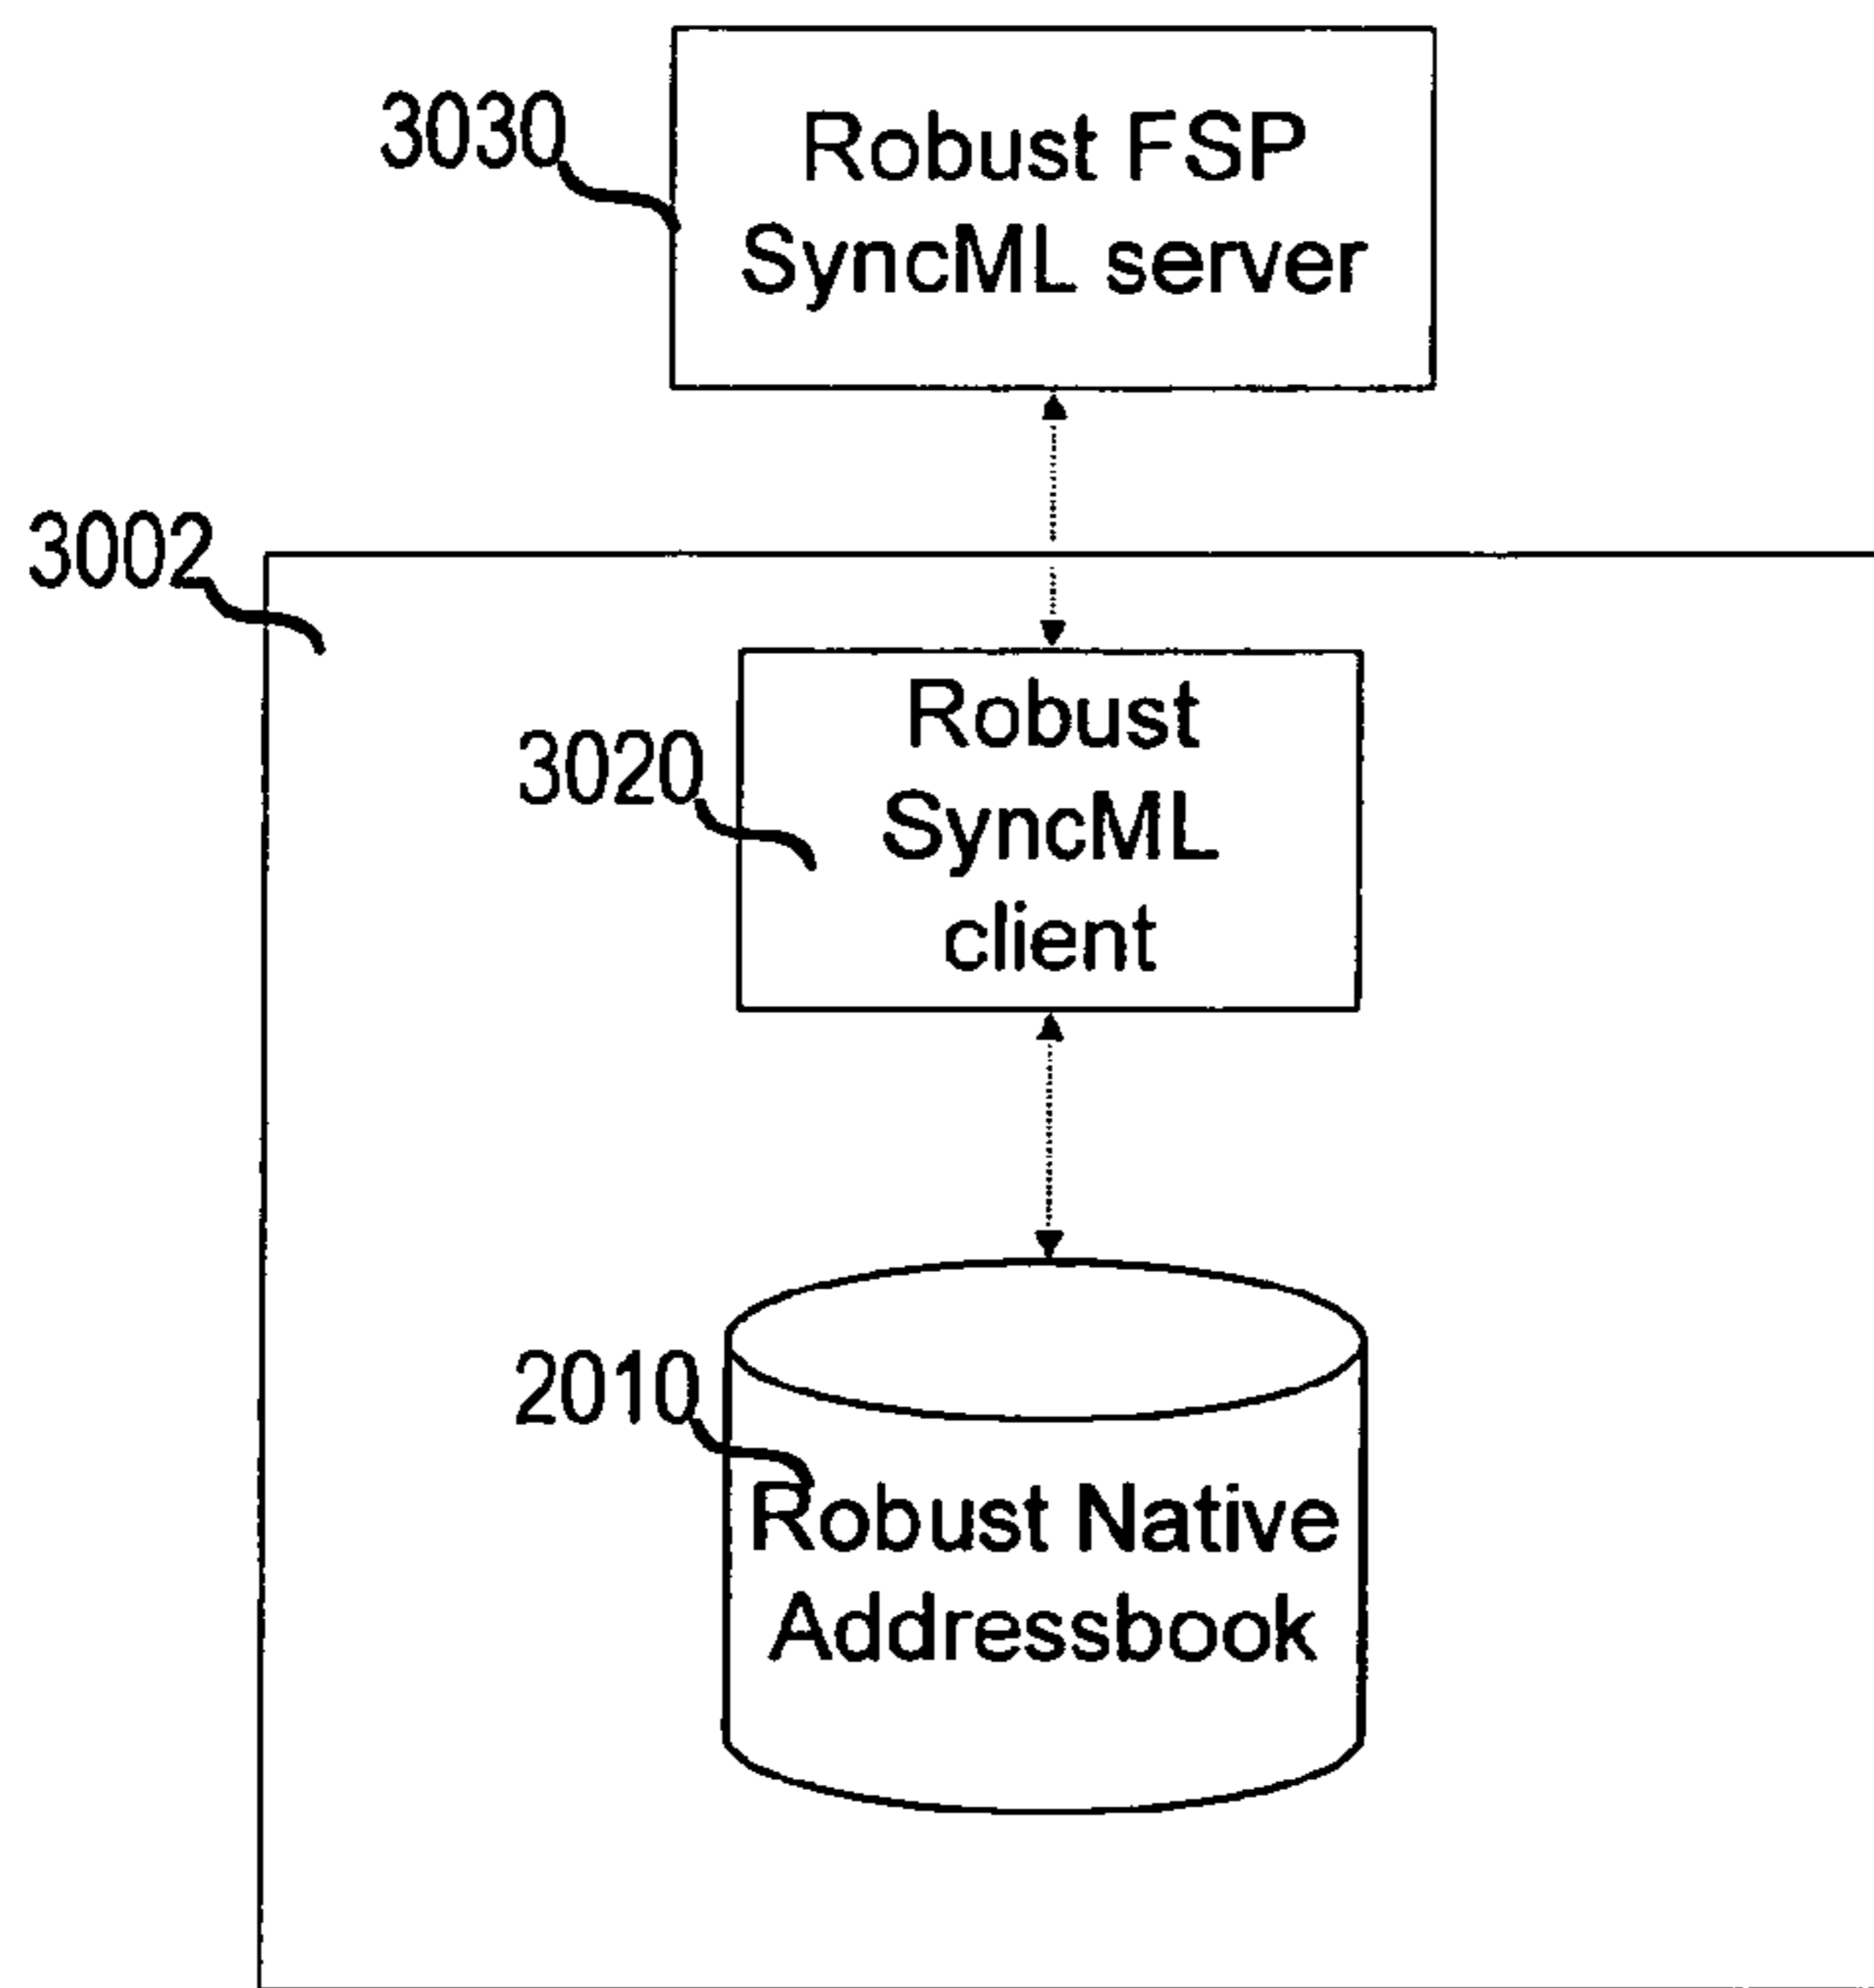 3030
Robust FSP
SyncML server
3002
3020
Robust
SyncML
client
2010
Robust Native
Addressbook